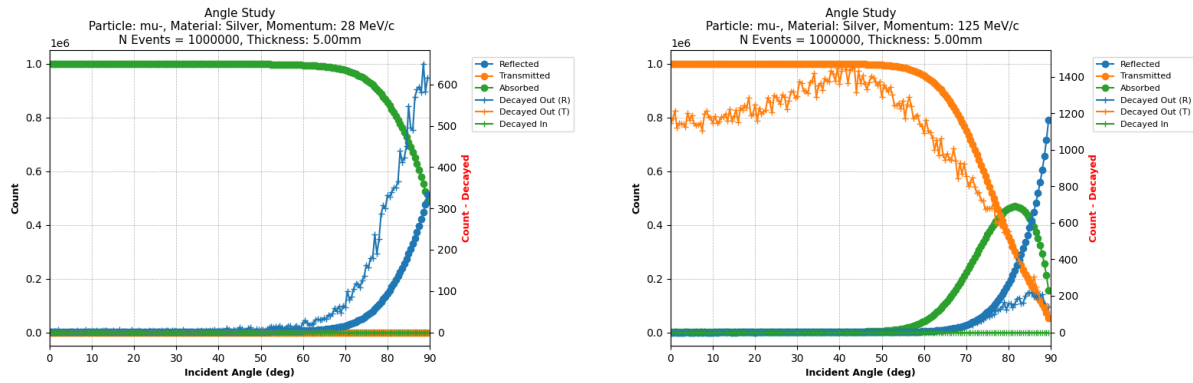 Angle Study
Particle: mu-, Material: Silver, Momentum: 28 MeV/c
N Events = 1000000, Thickness: 5.00mm
1e6
1.0
0.8
0.6
0.4
0.2
0.0
Count
0 10 20 30 40 50 60 70 80 90
Incident Angle (deg)
600
500
400
300
200
100
0
Count - Decayed
Reflected
Transmitted
Absorbed
Decayed Out (R)
Decayed Out (T)
Decayed In
Angle Study
Particle: mu-, Material: Silver, Momentum: 125 MeV/c
N Events = 1000000, Thickness: 5.00mm
1e6
1.0
0.8
0.6
0.4
0.2
0.0
Count
0 10 20 30 40 50 60 70 80 90
Incident Angle (deg)
1400
1200
1000
800
600
400
200
0
Count - Decayed
Reflected
Transmitted
Absorbed
Decayed Out (R)
Decayed Out (T)
Decayed In